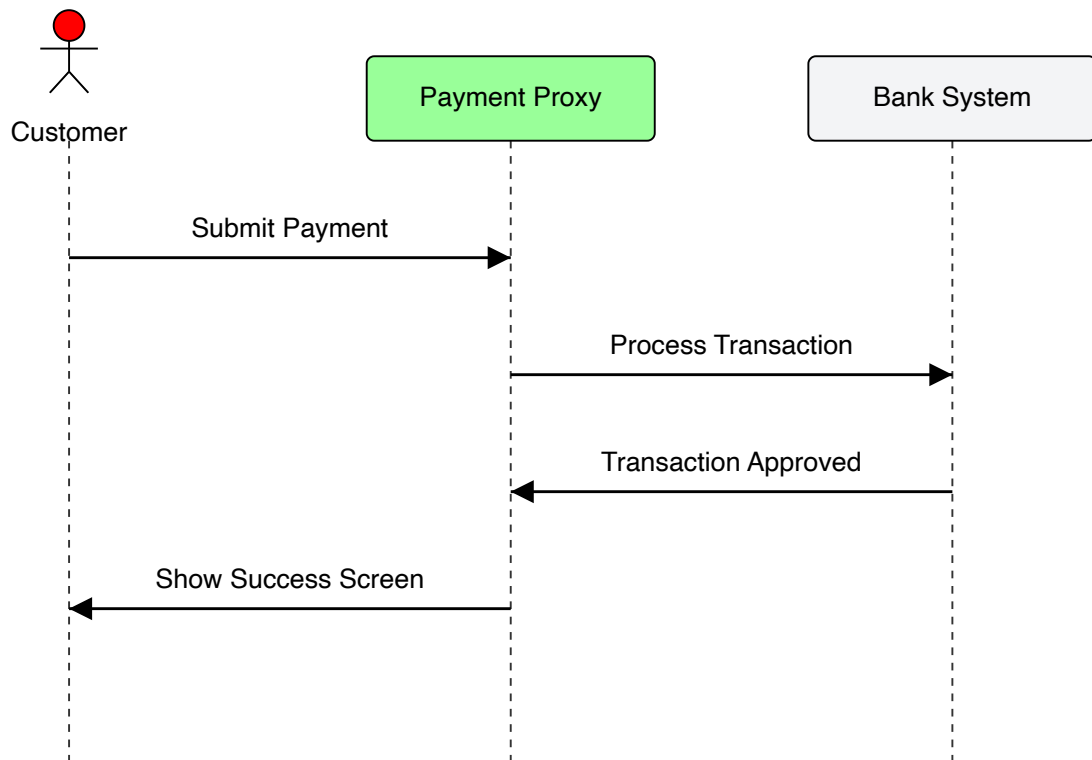 Customer
Payment Proxy
Bank System
Submit Payment
Process Transaction
Transaction Approved
Show Success Screen